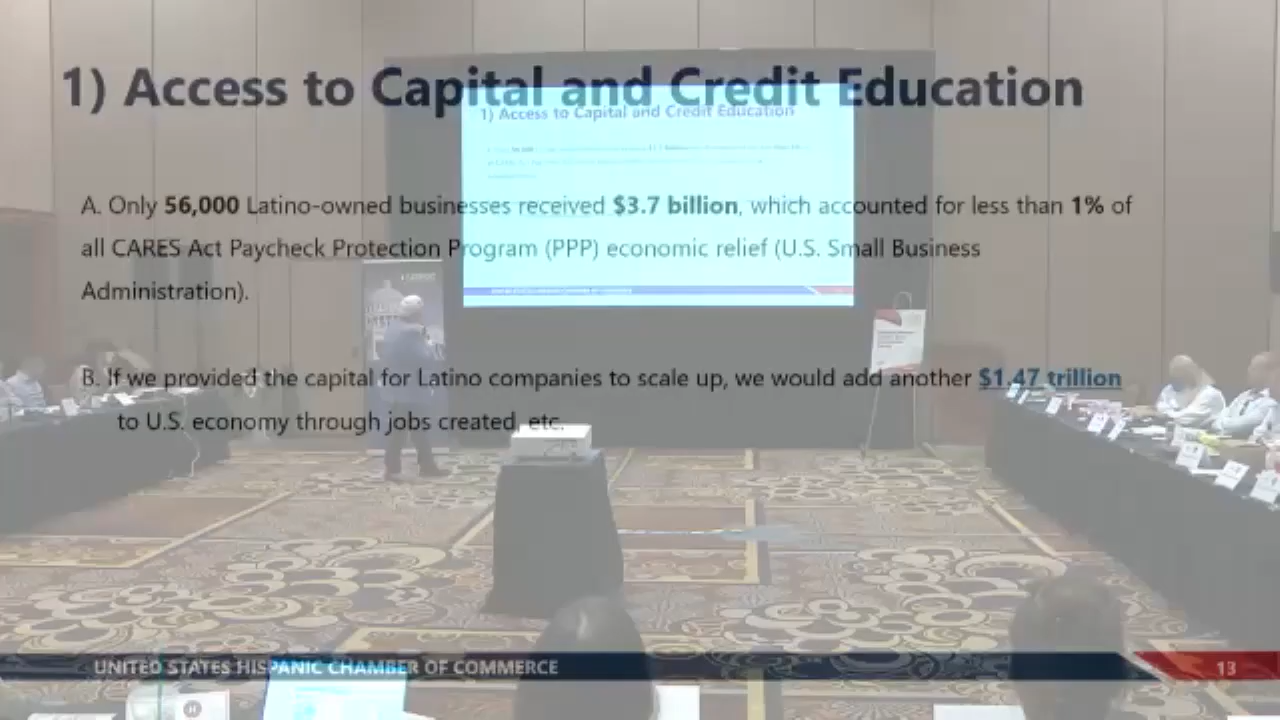 1) Access to Capital and Credit Education
1) Access to Capital and Credit Education
A. Only 56,000 Latino-owned businesses received $3.7 billion, which accounted for less than 1% of
all CARES Act Paycheck Protection Program (PPP) economic relief (U.S. Small Business
Administration).
B. If we provided the capital for Latino companies to scale up, we would add another $1.47 trillion
to U.S. economy through jobs created, etc.
UNITED STATES HISPANIC CHAMBER OF COMMERCE
13